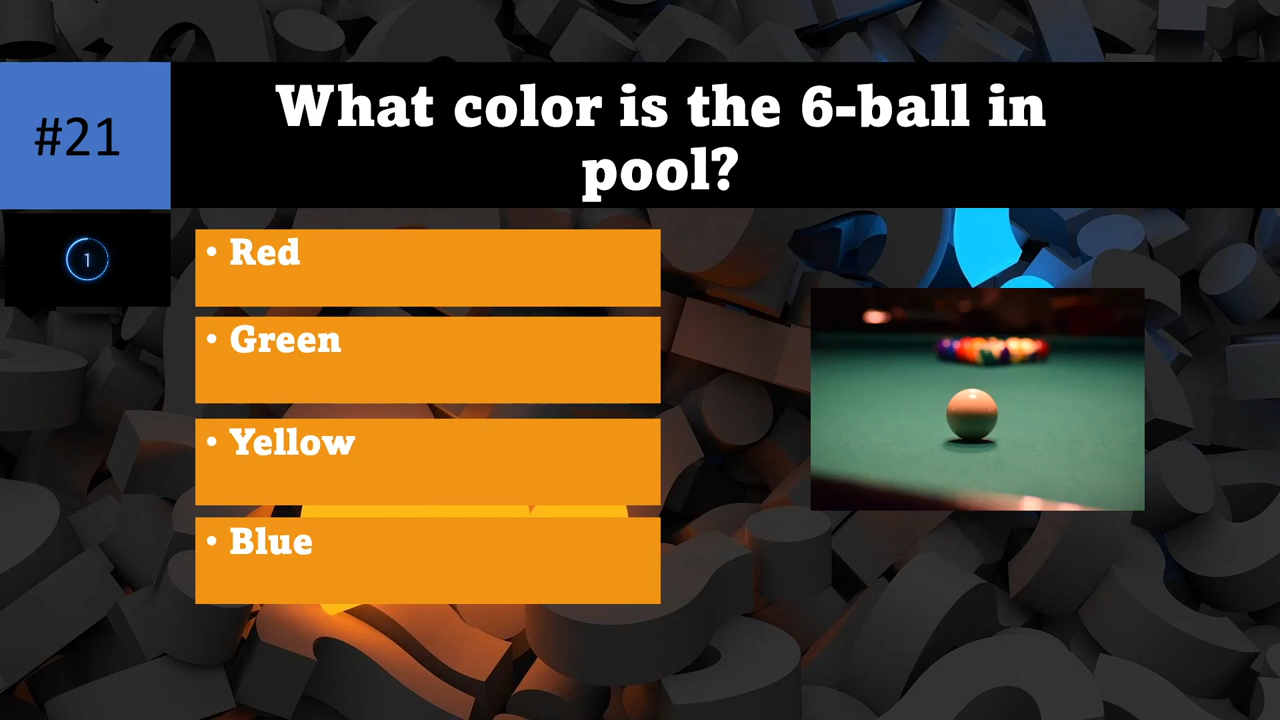 #21
What color is the 6-ball in
pool?
1
• Red
• Green
• Yellow
• Blue